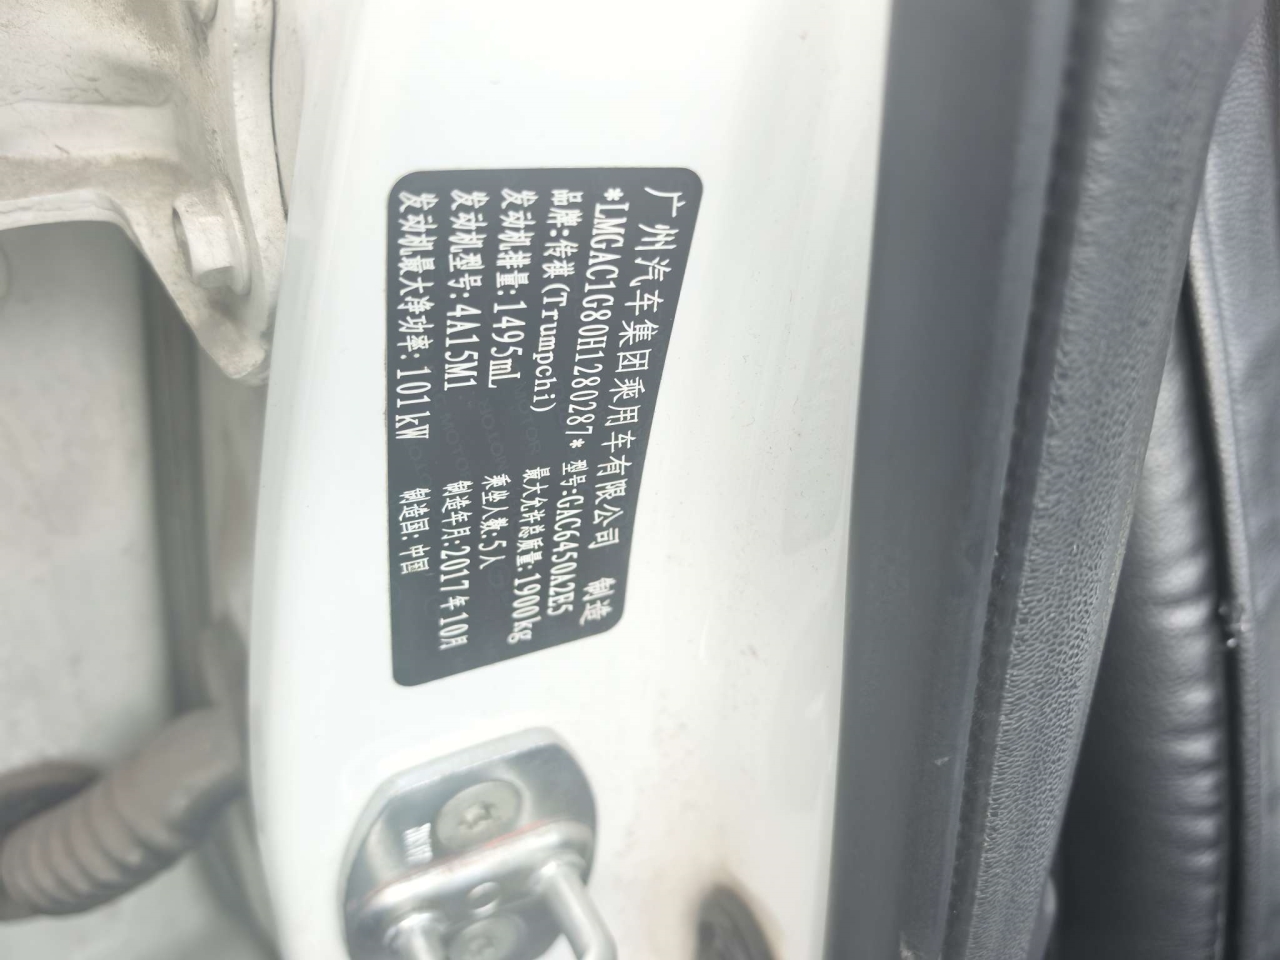 广州汽车集团乘用车有限公司 制造
*LMGAC1G80H1280287* 型号:GAC6450A2E5
品牌:传祺(Trumpchi) 最大允许总质量:1900kg
发动机排量:1495mL 乘坐人数:5人
发动机型号:4A15M1 制造年月:2017年10月
发动机最大净功率:101kW 制造国:中国